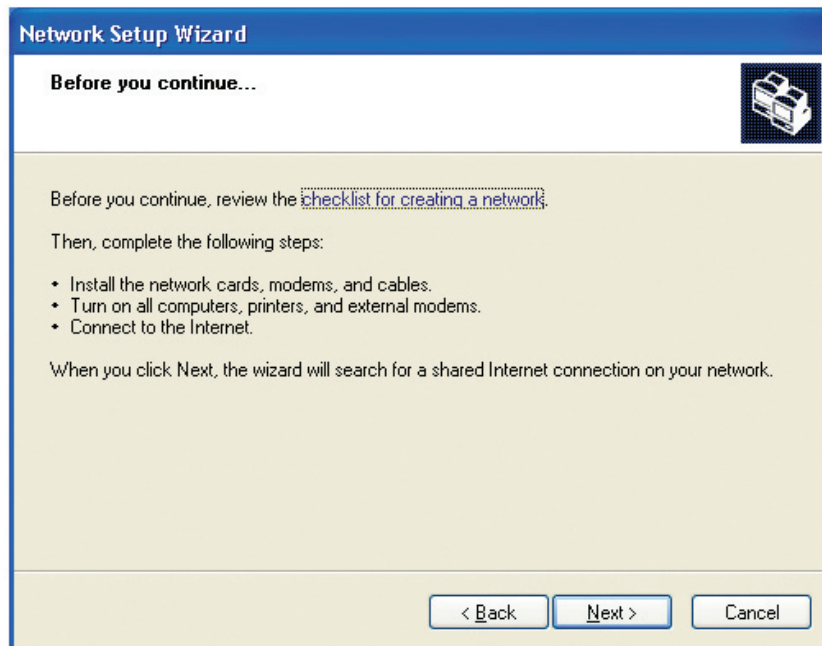 Network Setup Wizard
Before you continue...
Before you continue, review the checklist for creating a network.
Then, complete the following steps:
• Install the network cards, modems, and cables.
• Turn on all computers, printers, and external modems.
• Connect to the Internet.
When you click Next, the wizard will search for a shared Internet connection on your network.
< Back Next > Cancel